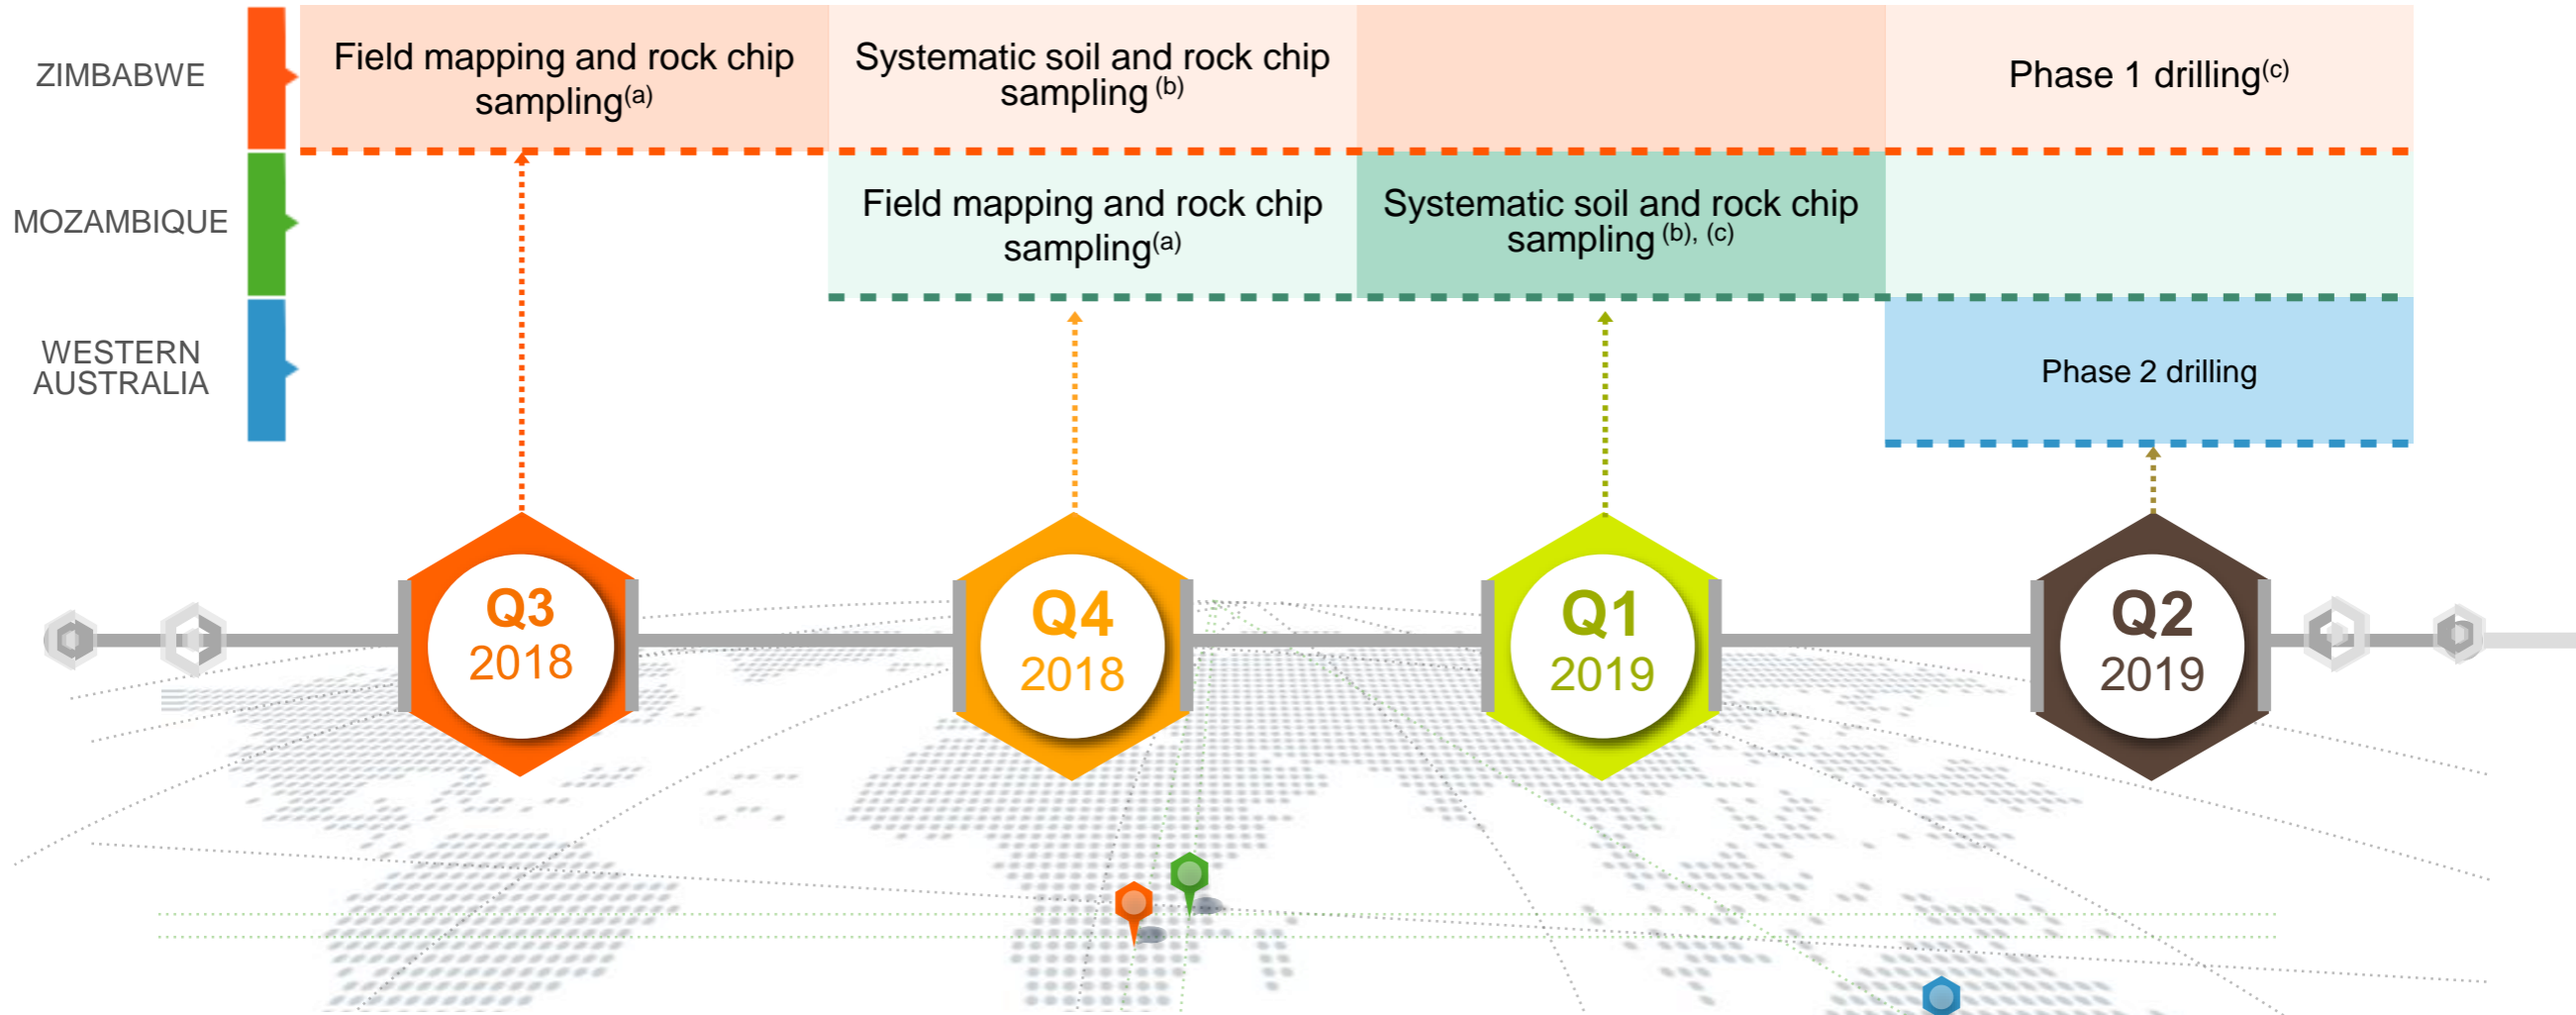 ZIMBABWE
Field mapping and rock chip
sampling(a)
Systematic soil and rock chip
sampling (b)
Phase 1 drilling(c)
MOZAMBIQUE
Field mapping and rock chip
sampling(a)
Systematic soil and rock chip
sampling (b), (c)
WESTERN
AUSTRALIA
Phase 2 drilling
Q3
2018
Q4
2018
Q1
2019
Q2
2019